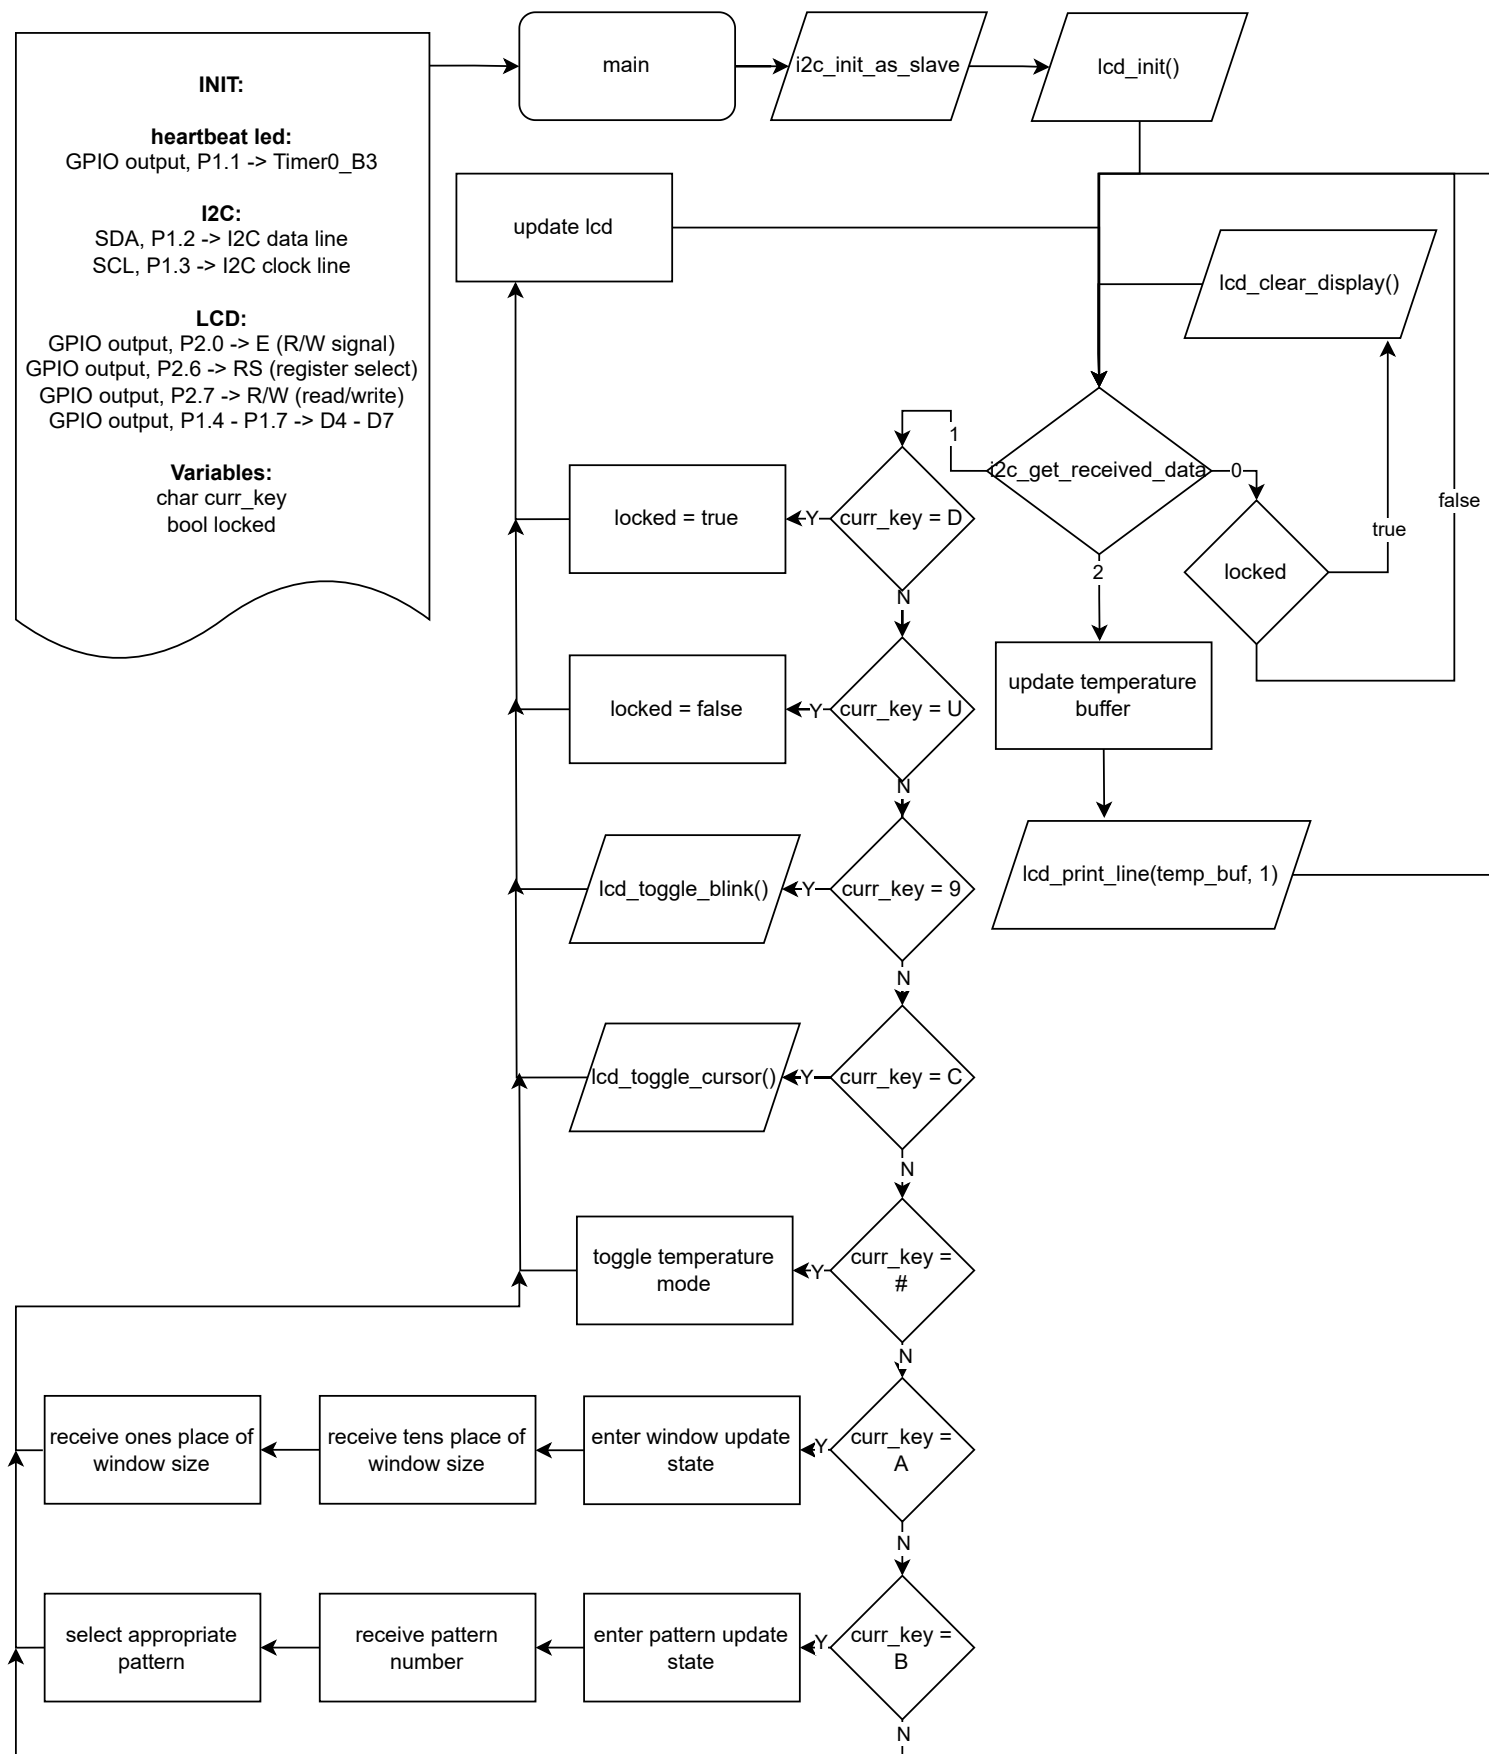 INIT:
heartbeat led:
GPIO output, P1.1 -> Timer0_B3
I2C:
SDA, P1.2 -> I2C data line
SCL, P1.3 -> I2C clock line
LCD:
GPIO output, P2.0 -> E (R/W signal)
GPIO output, P2.6 -> RS (register select)
GPIO output, P2.7 -> R/W (read/write)
GPIO output, P1.4 - P1.7 -> D4 - D7
Variables:
char curr_key
bool locked
main
i2c_init_as_slave
lcd_init()
update lcd
lcd_clear_display()
i2c_get_received_data
1
0
2
false
true
locked
locked = true
Y
curr_key = D
N
update temperature
buffer
locked = false
Y
curr_key = U
N
lcd_print_line(temp_buf, 1)
lcd_toggle_blink()
Y
curr_key = 9
N
lcd_toggle_cursor()
Y
curr_key = C
N
toggle temperature
mode
Y
curr_key =
#
N
receive ones place of
window size
receive tens place of
window size
enter window update
state
Y
curr_key =
A
N
select appropriate
pattern
receive pattern
number
enter pattern update
state
Y
curr_key =
B
N